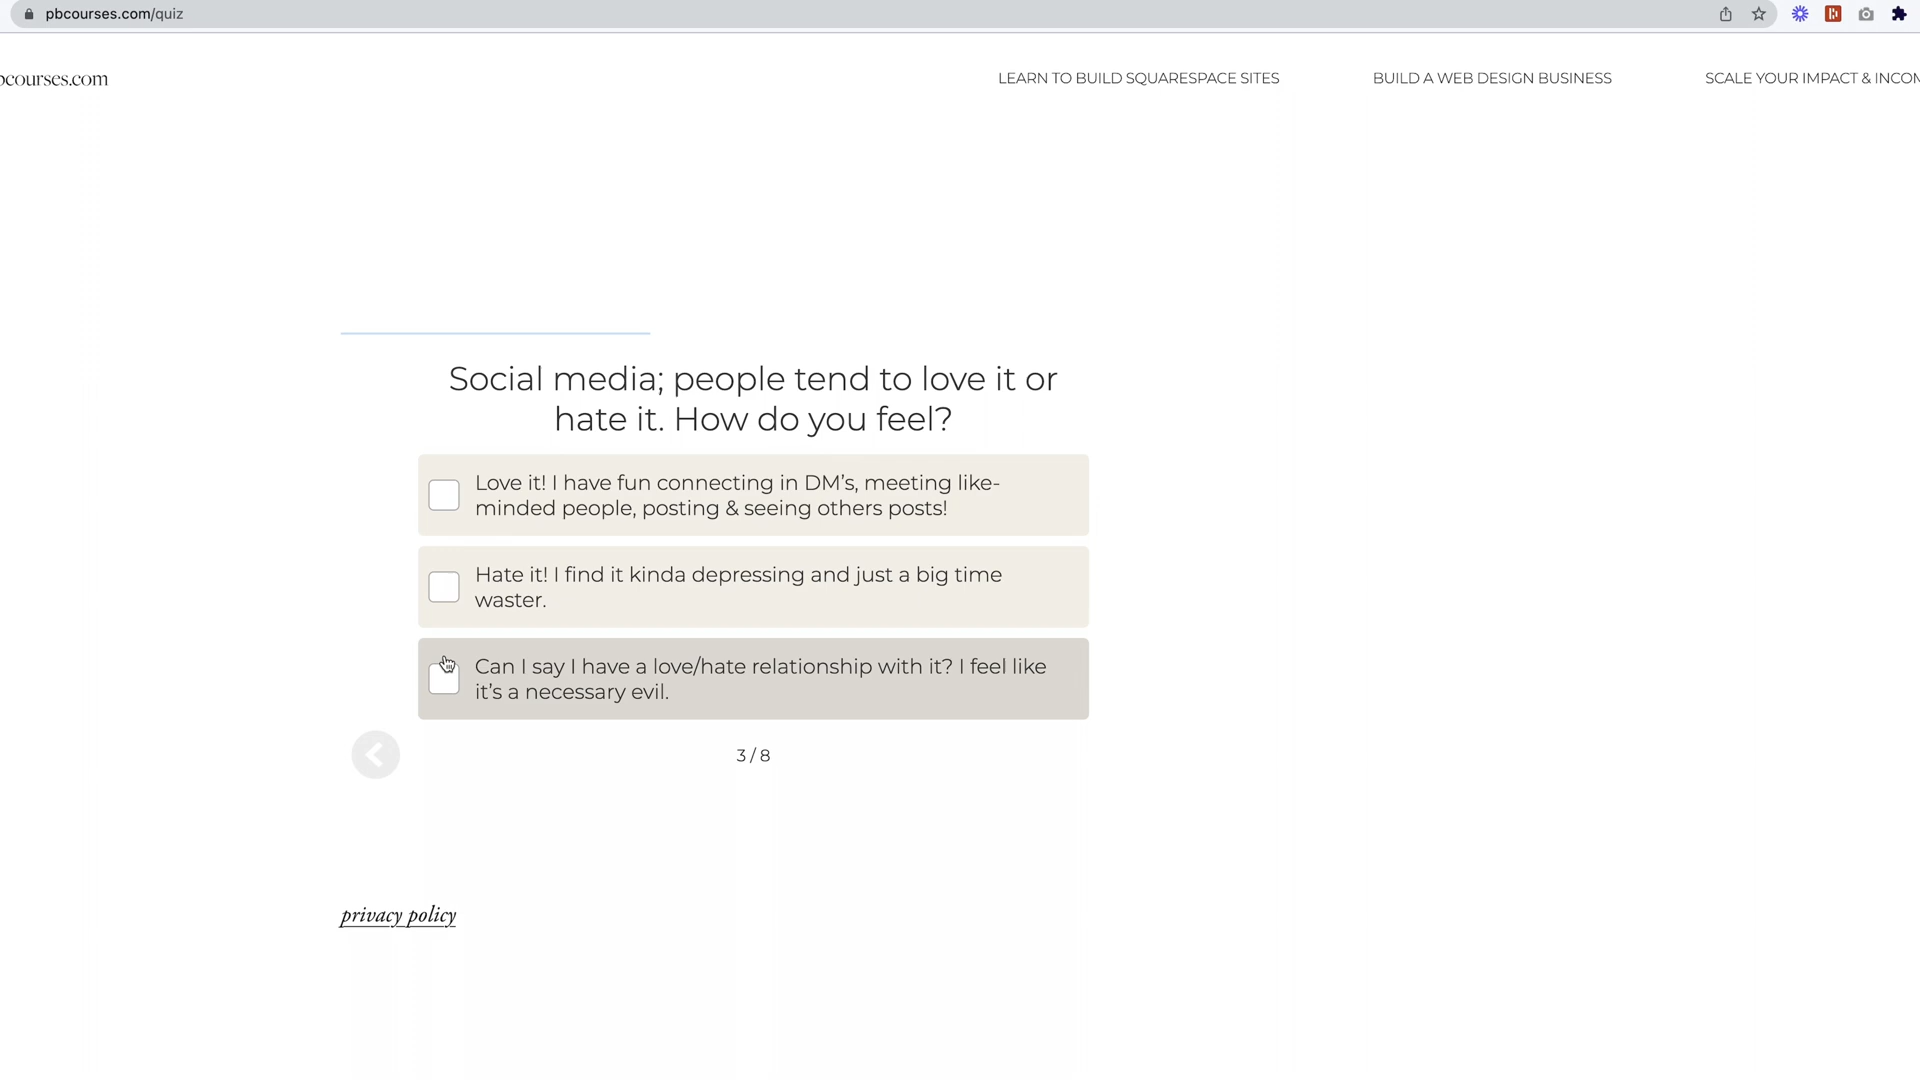 pbcourses.com/quiz
courses.com
LEARN TO BUILD SQUARESPACE SITES
BUILD A WEB DESIGN BUSINESS
SCALE YOUR IMPACT & INCOM
Social media; people tend to love it or
hate it. How do you feel?
Love it! I have fun connecting in DM's, meeting like-
minded people, posting & seeing others posts!
Hate it! I find it kinda depressing and just a big time
waster.
Can I say I have a love/hate relationship with it? I feel like
it's a necessary evil.
3 / 8
privacy policy